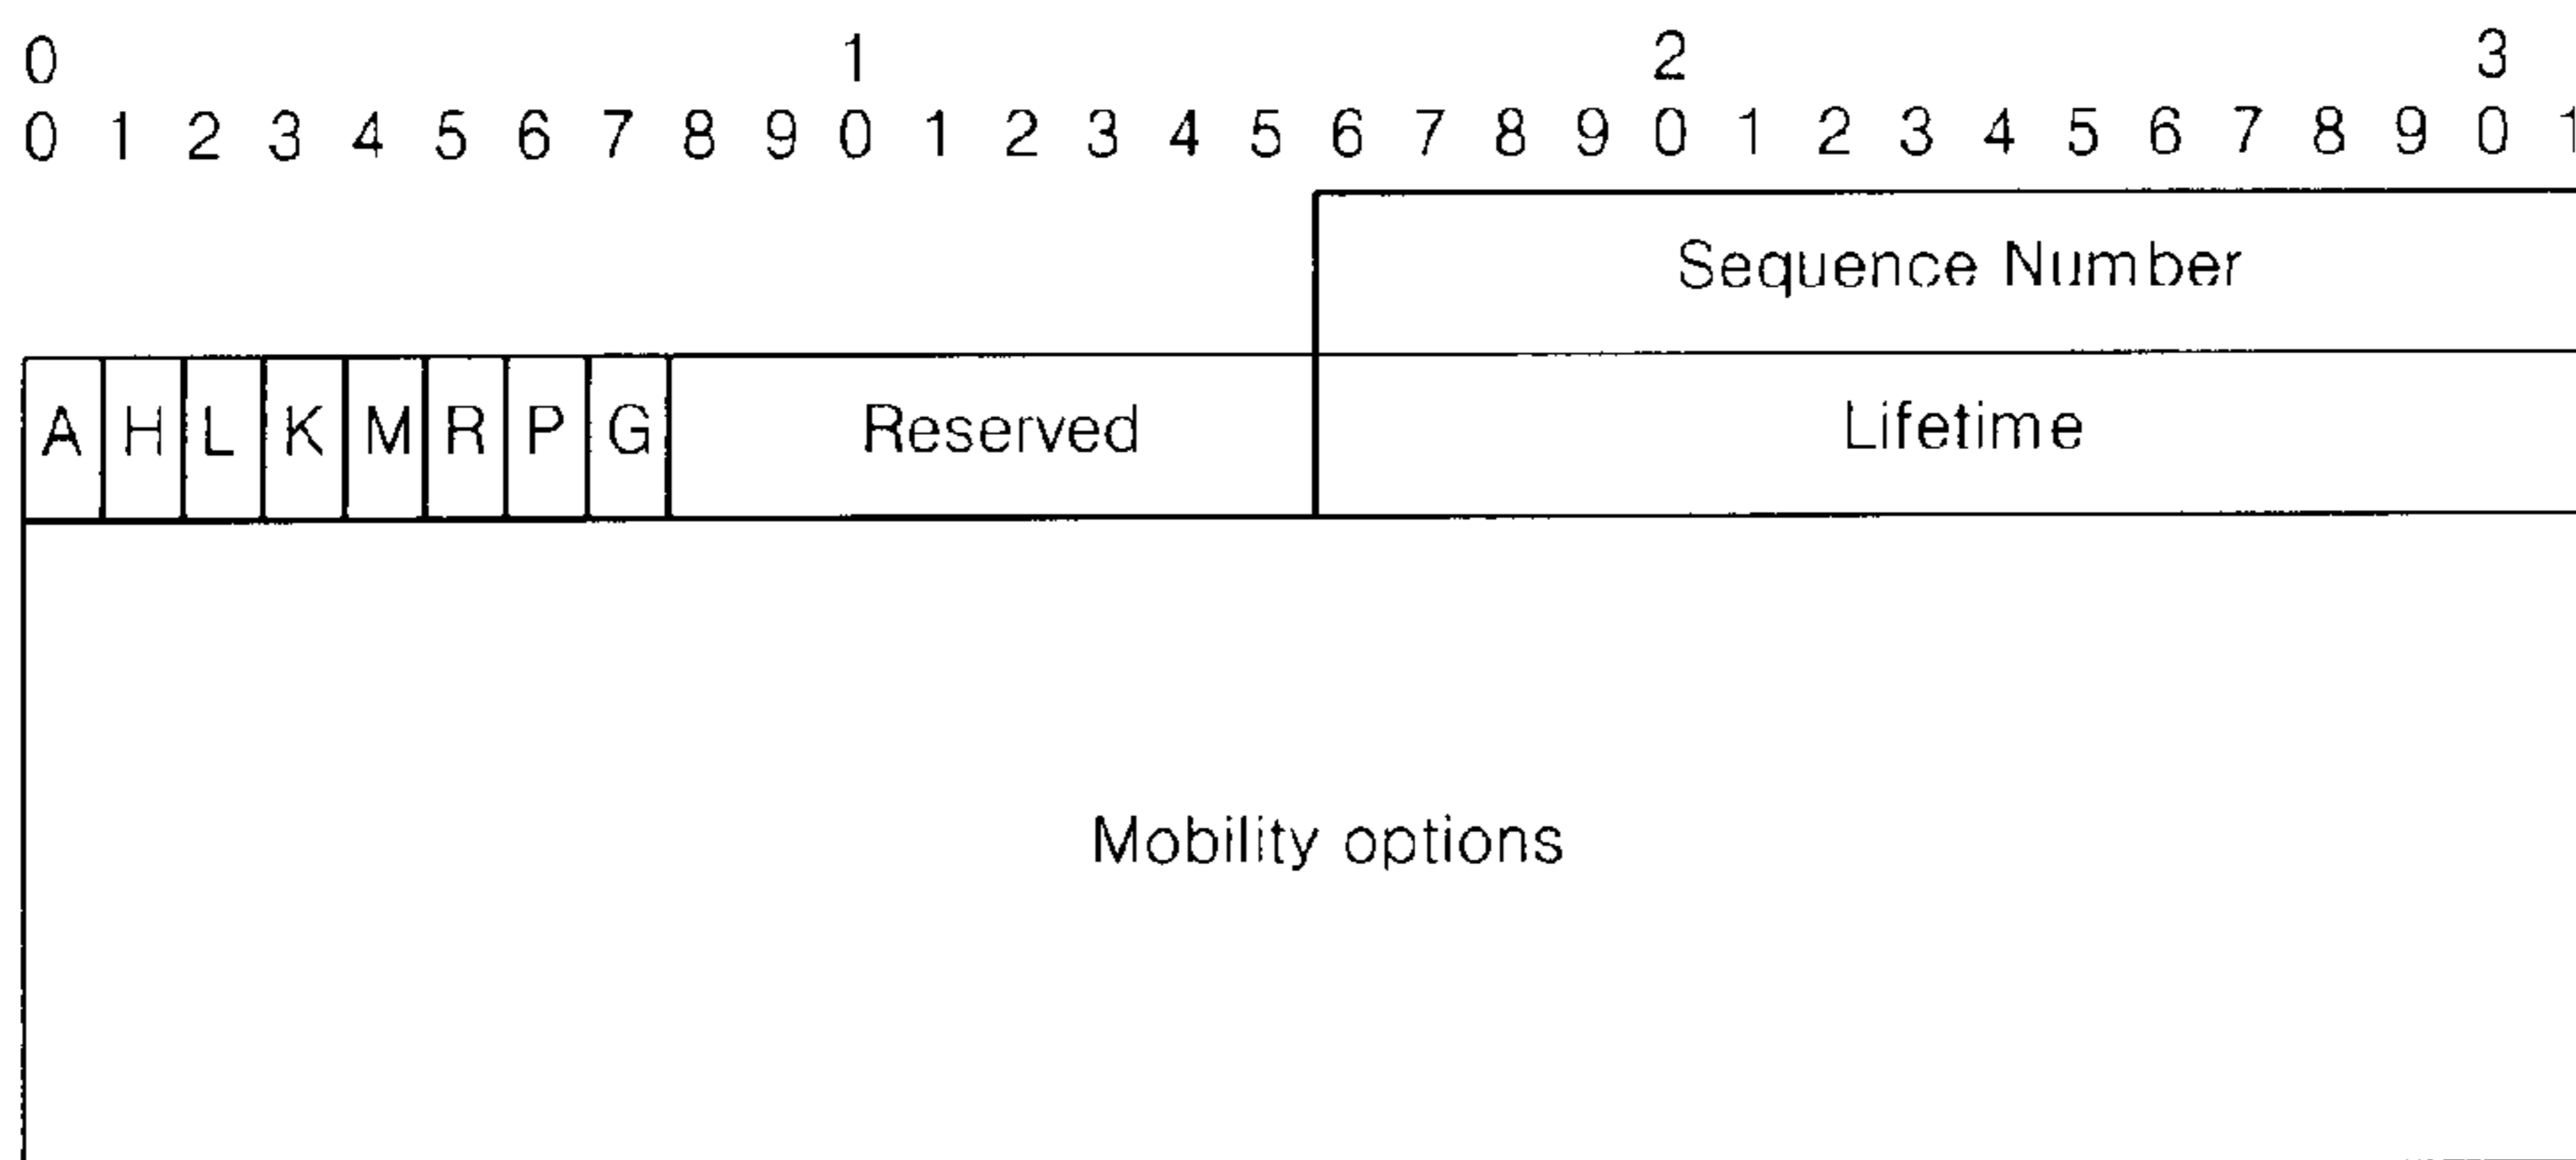 0 1 2 3
0 1 2 3 4 5 6 7 8 9 0 1 2 3 4 5 6 7 8 9 0 1 2 3 4 5 6 7 8 9 0 1
Sequence Number
A H L K M R P G Reserved Lifetime
Mobility options